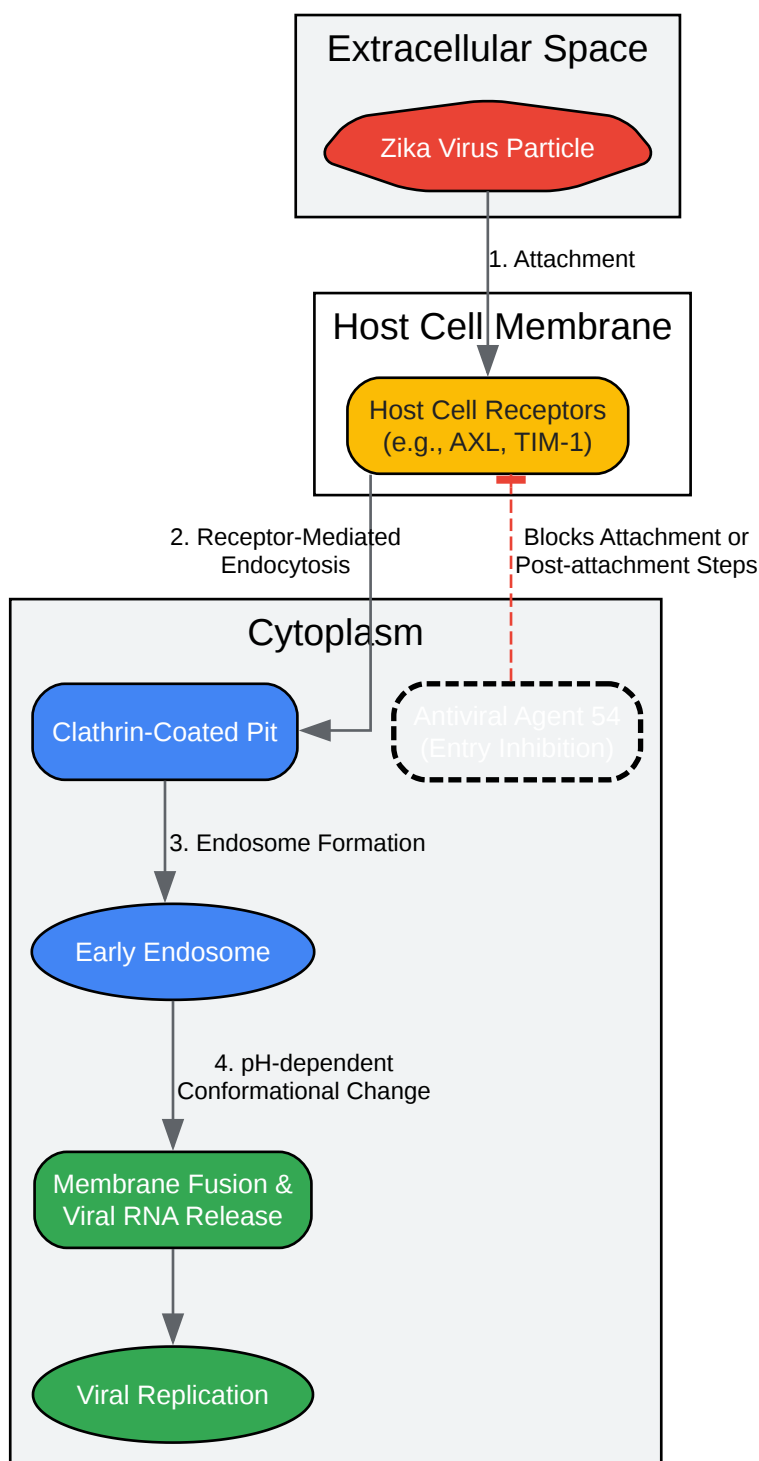 Extracellular Space
Zika Virus Particle
1. Attachment
Host Cell Membrane
Host Cell Receptors
(e.g., AXL, TIM-1)
2. Receptor-Mediated
Endocytosis
Blocks Attachment or
Post-attachment Steps
Cytoplasm
Clathrin-Coated Pit
Antiviral Agent 54
(Entry Inhibition)
3. Endosome Formation
Early Endosome
4. pH-dependent
Conformational Change
Membrane Fusion &
Viral RNA Release
Viral Replication